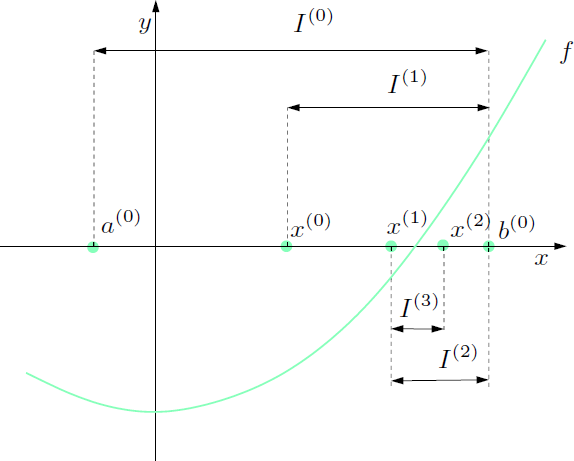 I^{(0)}
y
f
I^{(1)}
a^{(0)} x^{(0)} x^{(1)} x^{(2)} b^{(0)}
x
I^{(3)}
I^{(2)}